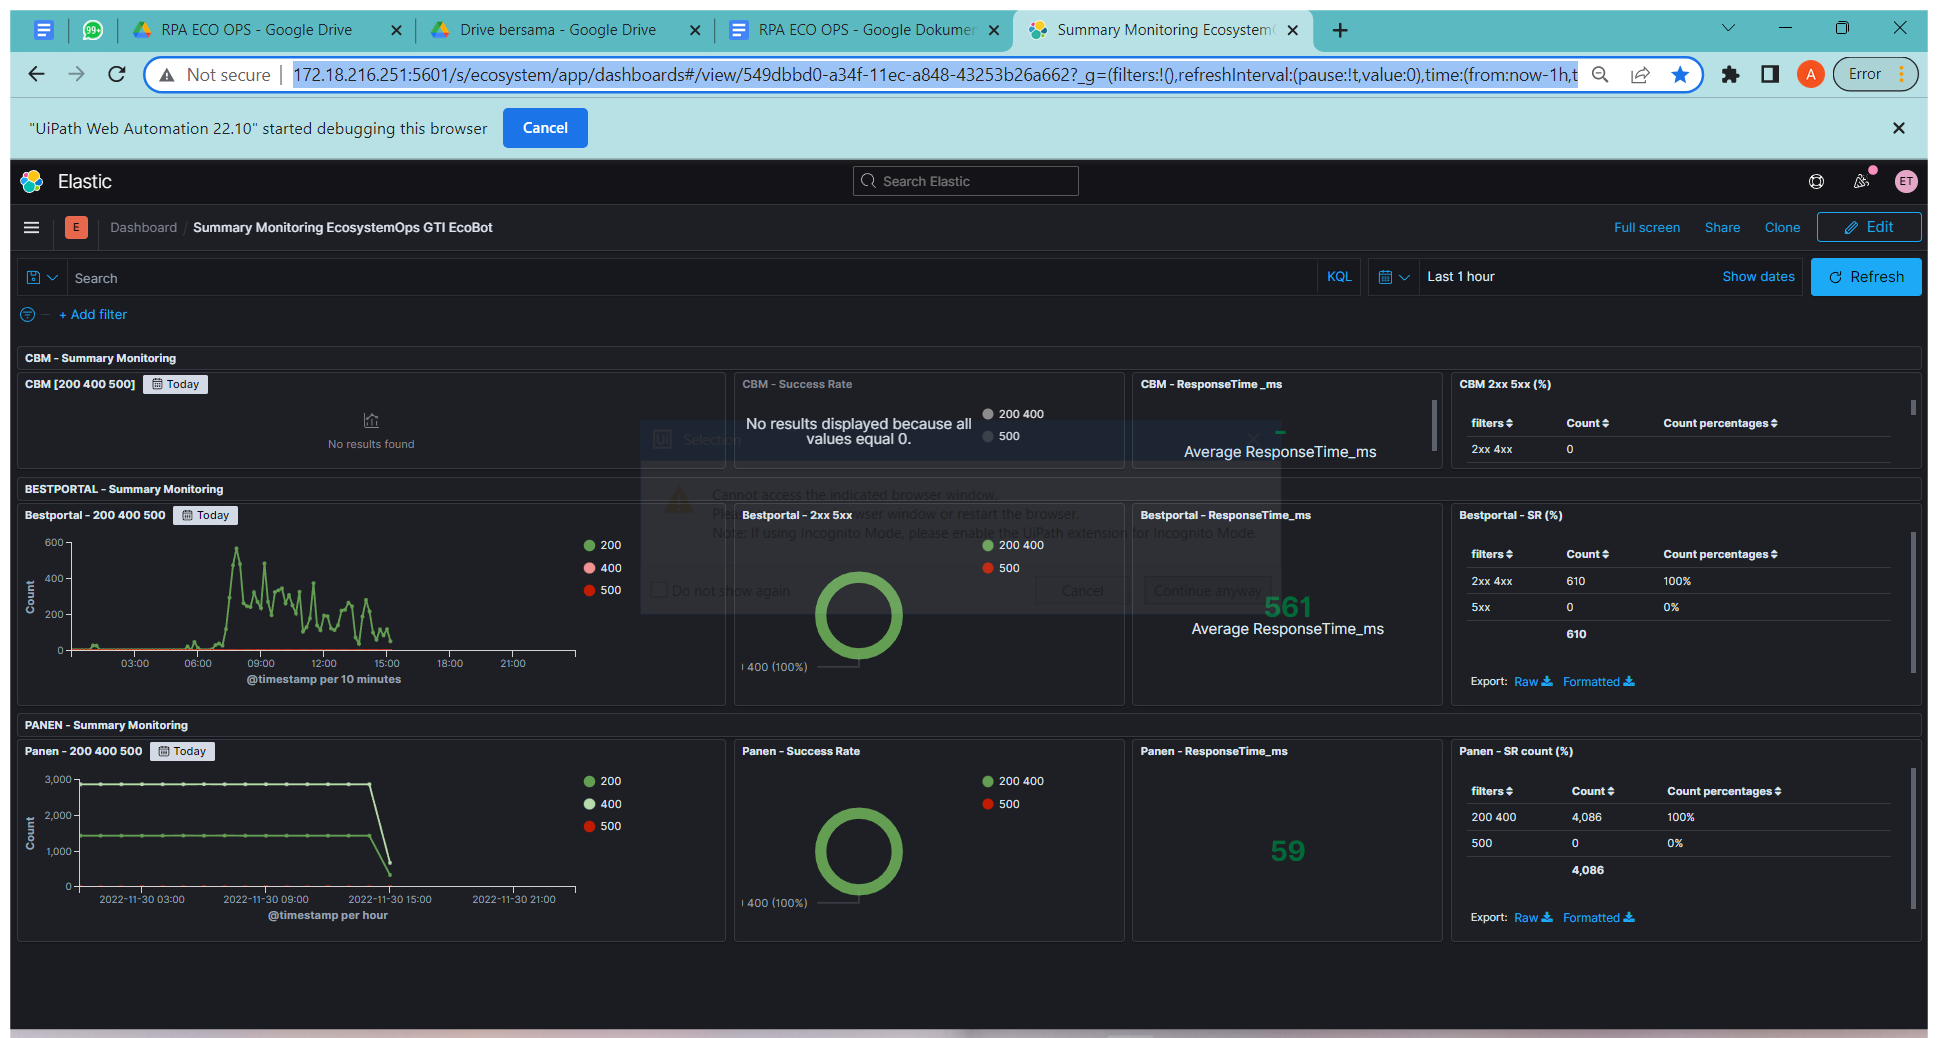 RPA ECO OPS - Google Drive
Drive bersama - Google Drive
RPA ECO OPS - Google Dokumen
Summary Monitoring Ecosystem
99+
Not secure
172.18.216.251:5601/s/ecosystem/app/dashboards#/view/549dbbd0-a34f-11ec-a848-43253b26a662?_g=(filters:!(),refreshInterval:(pause:!t,value:0),time:(from:now-1h,t
A
Error
"UiPath Web Automation 22.10" started debugging this browser
Cancel
Elastic
Search Elastic
ET
E
Dashboard / Summary Monitoring EcosystemOps GTI EcoBot
Full screen
Share
Clone
Edit
Search
KQL
Last 1 hour
Show dates
Refresh
+ Add filter
CBM - Summary Monitoring
CBM [200 400 500]
Today
No results found
CBM - Success Rate
No results displayed because all
values equal 0.
200 400
500
CBM - ResponseTime _ms
-
Average ResponseTime_ms
CBM 2xx 5xx (%)
filters Count Count percentages
2xx 4xx 0
Ui Selection
Cannot access the indicated browser window.
browser window or restart the browser.
Note: If using Incognito Mode, please enable the UiPath extension for Incognito Mode.
Do not show again
Cancel
Continue anyway
BESTPORTAL - Summary Monitoring
Bestportal - 200 400 500
Today
600
400
200
0
Count
03:00 06:00 09:00 12:00 15:00 18:00 21:00
@timestamp per 10 minutes
200
400
500
Bestportal - 2xx 5xx
200 400
500
400 (100%)
Bestportal - ResponseTime_ms
561
Average ResponseTime_ms
Bestportal - SR (%)
filters Count Count percentages
2xx 4xx 610 100%
5xx 0 0%
610
Export: Raw Formatted
PANEN - Summary Monitoring
Panen - 200 400 500
Today
3,000
2,000
1,000
0
Count
2022-11-30 03:00 2022-11-30 09:00 2022-11-30 15:00 2022-11-30 21:00
@timestamp per hour
200
400
500
Panen - Success Rate
200 400
500
400 (100%)
Panen - ResponseTime_ms
59
Panen - SR count (%)
filters Count Count percentages
200 400 4,086 100%
500 0 0%
4,086
Export: Raw Formatted